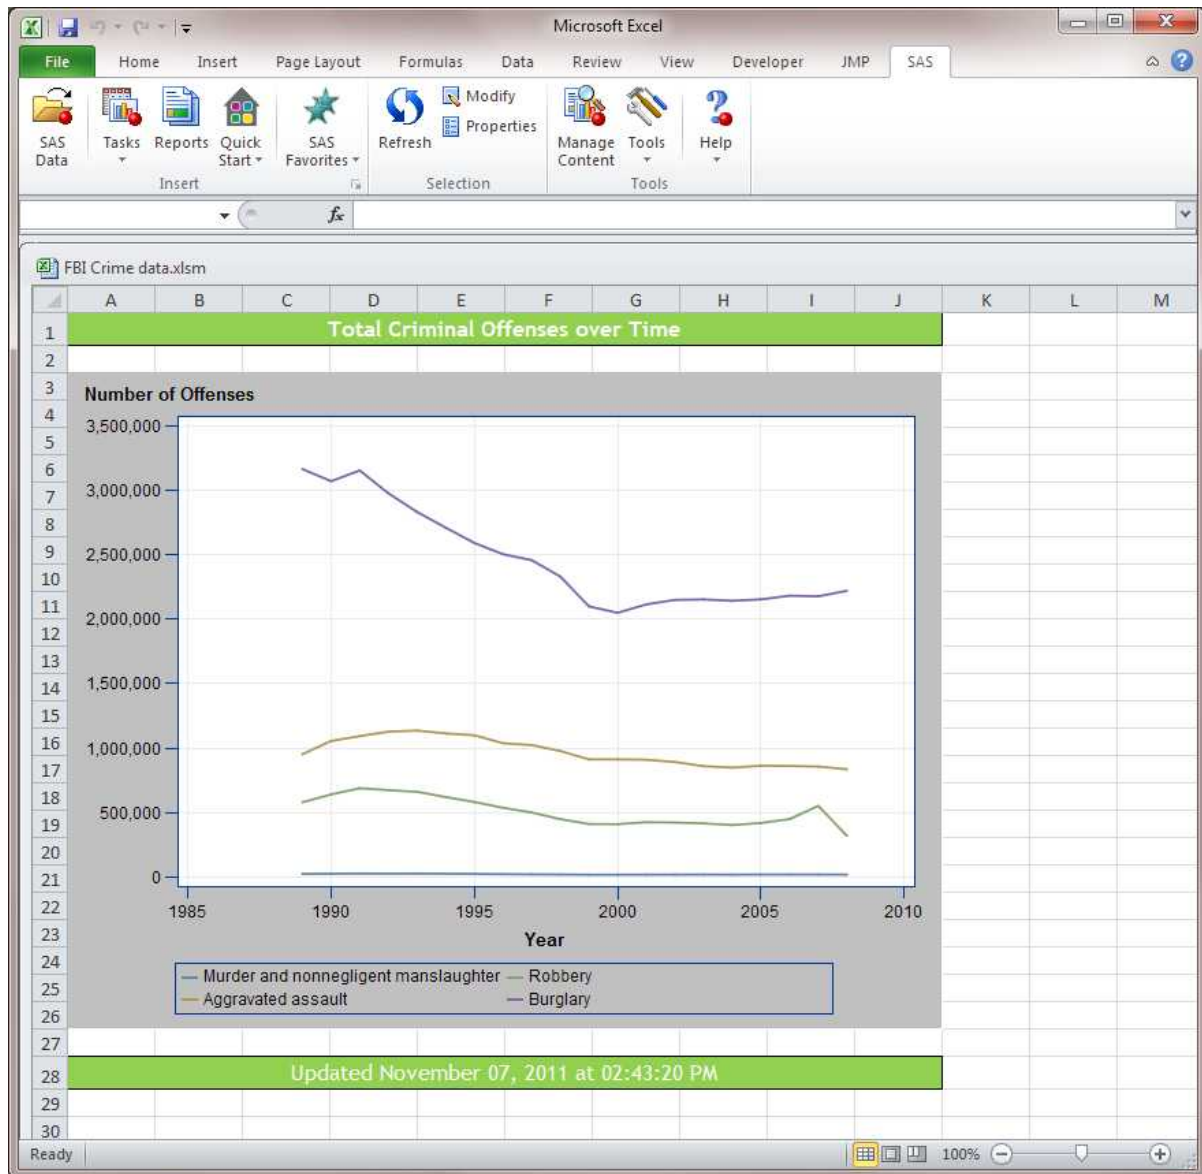 Microsoft Excel
File Home Insert Page Layout Formulas Data Review View Developer JMP SAS
Modify
Properties
SAS Data Tasks Reports Quick Start SAS Favorites Refresh Manage Content Tools Help
Insert Selection Tools
fx
FBI Crime data.xlsm
A B C D E F G H I J K L M
1 Total Criminal Offenses over Time
2
3 Number of Offenses
4 3,500,000
5
6
7 3,000,000
8
9 2,500,000
10
11
12 2,000,000
13
14 1,500,000
15
16 1,000,000
17
18
19 500,000
20
21 0
22 1985 1990 1995 2000 2005 2010
23 Year
24
Murder and nonnegligent manslaughter Robbery
25 Aggravated assault Burglary
26
27
28 Updated November 07, 2011 at 02:43:20 PM
29
30
Ready 100%